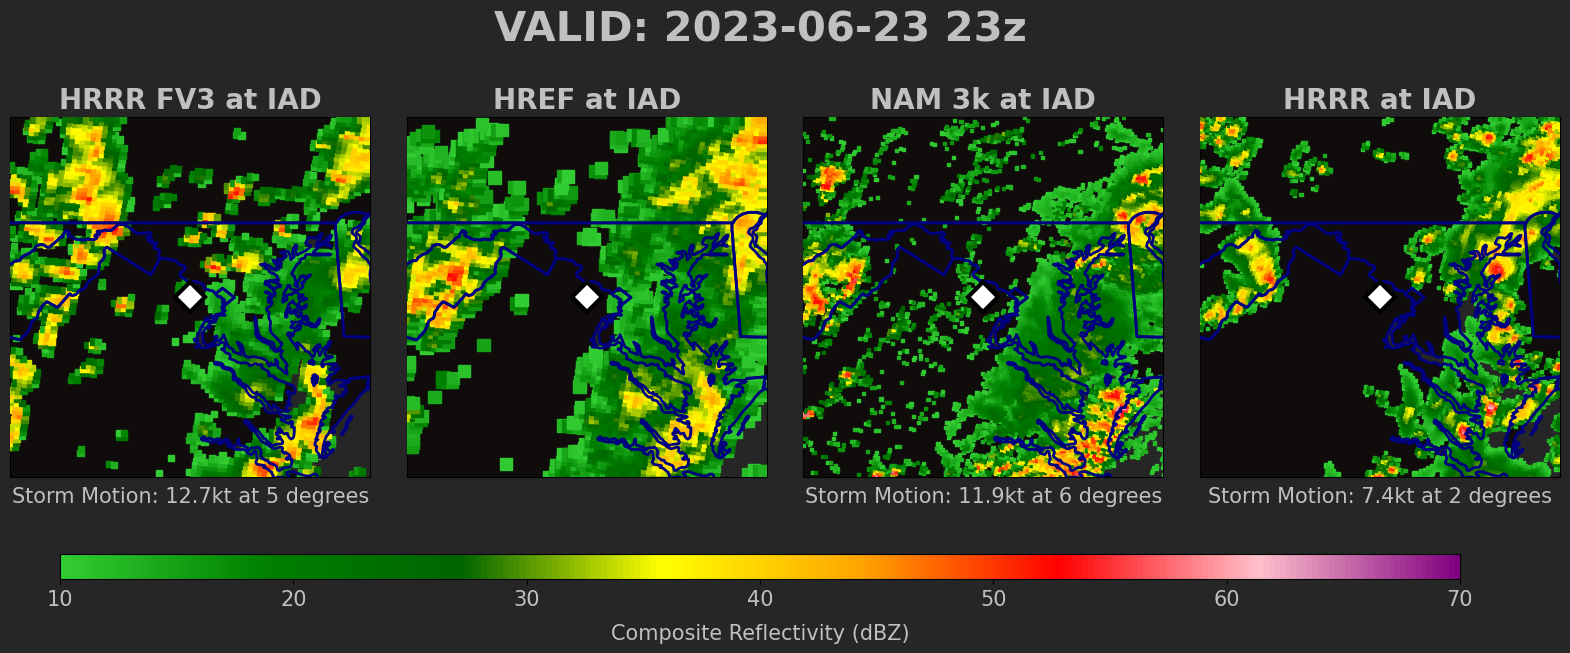 VALID: 2023-06-23 23z
HRRR FV3 at IAD
HREF at IAD
NAM 3k at IAD
HRRR at IAD
Storm Motion: 12.7kt at 5 degrees
Storm Motion: 11.9kt at 6 degrees
Storm Motion: 7.4kt at 2 degrees
10 20 30 40 50 60 70
Composite Reflectivity (dBZ)